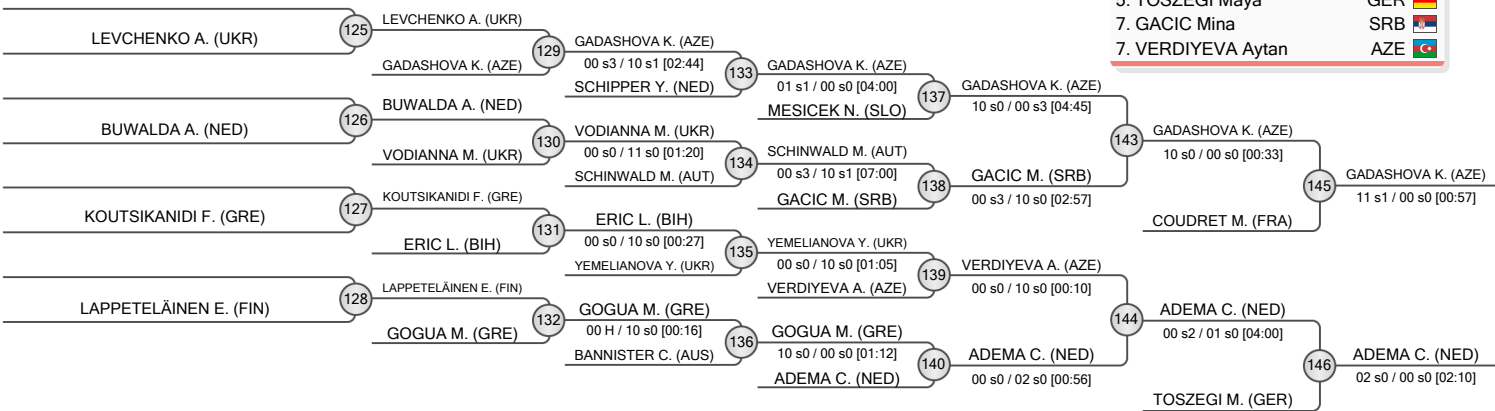 5. TOSZEGI Maya GER
7. GACIC Mina SRB
7. VERDIYEVA Aytan AZE
LEVCHENKO A. (UKR)
125
LEVCHENKO A. (UKR)
GADASHOVA K. (AZE)
129
GADASHOVA K. (AZE)
00 s3 / 10 s1 [02:44]
SCHIPPER Y. (NED)
133
GADASHOVA K. (AZE)
01 s1 / 00 s0 [04:00]
MESICEK N. (SLO)
137
GADASHOVA K. (AZE)
10 s0 / 00 s3 [04:45]
BUWALDA A. (NED)
126
BUWALDA A. (NED)
VODIANNA M. (UKR)
130
VODIANNA M. (UKR)
00 s0 / 11 s0 [01:20]
SCHINWALD M. (AUT)
134
SCHINWALD M. (AUT)
00 s3 / 10 s1 [07:00]
GACIC M. (SRB)
138
GACIC M. (SRB)
00 s3 / 10 s0 [02:57]
143
GADASHOVA K. (AZE)
10 s0 / 00 s0 [00:33]
COUDRET M. (FRA)
145
GADASHOVA K. (AZE)
11 s1 / 00 s0 [00:57]
KOUTSIKANIDI F. (GRE)
127
KOUTSIKANIDI F. (GRE)
ERIC L. (BIH)
131
ERIC L. (BIH)
00 s0 / 10 s0 [00:27]
YEMELIANOVA Y. (UKR)
135
YEMELIANOVA Y. (UKR)
00 s0 / 10 s0 [01:05]
VERDIYEVA A. (AZE)
139
VERDIYEVA A. (AZE)
00 s0 / 10 s0 [00:10]
LAPPETELÄINEN E. (FIN)
128
LAPPETELÄINEN E. (FIN)
GOGUA M. (GRE)
132
GOGUA M. (GRE)
00 H / 10 s0 [00:16]
BANNISTER C. (AUS)
136
GOGUA M. (GRE)
10 s0 / 00 s0 [01:12]
ADEMA C. (NED)
140
ADEMA C. (NED)
00 s0 / 02 s0 [00:56]
144
ADEMA C. (NED)
00 s2 / 01 s0 [04:00]
TOSZEGI M. (GER)
146
ADEMA C. (NED)
02 s0 / 00 s0 [02:10]